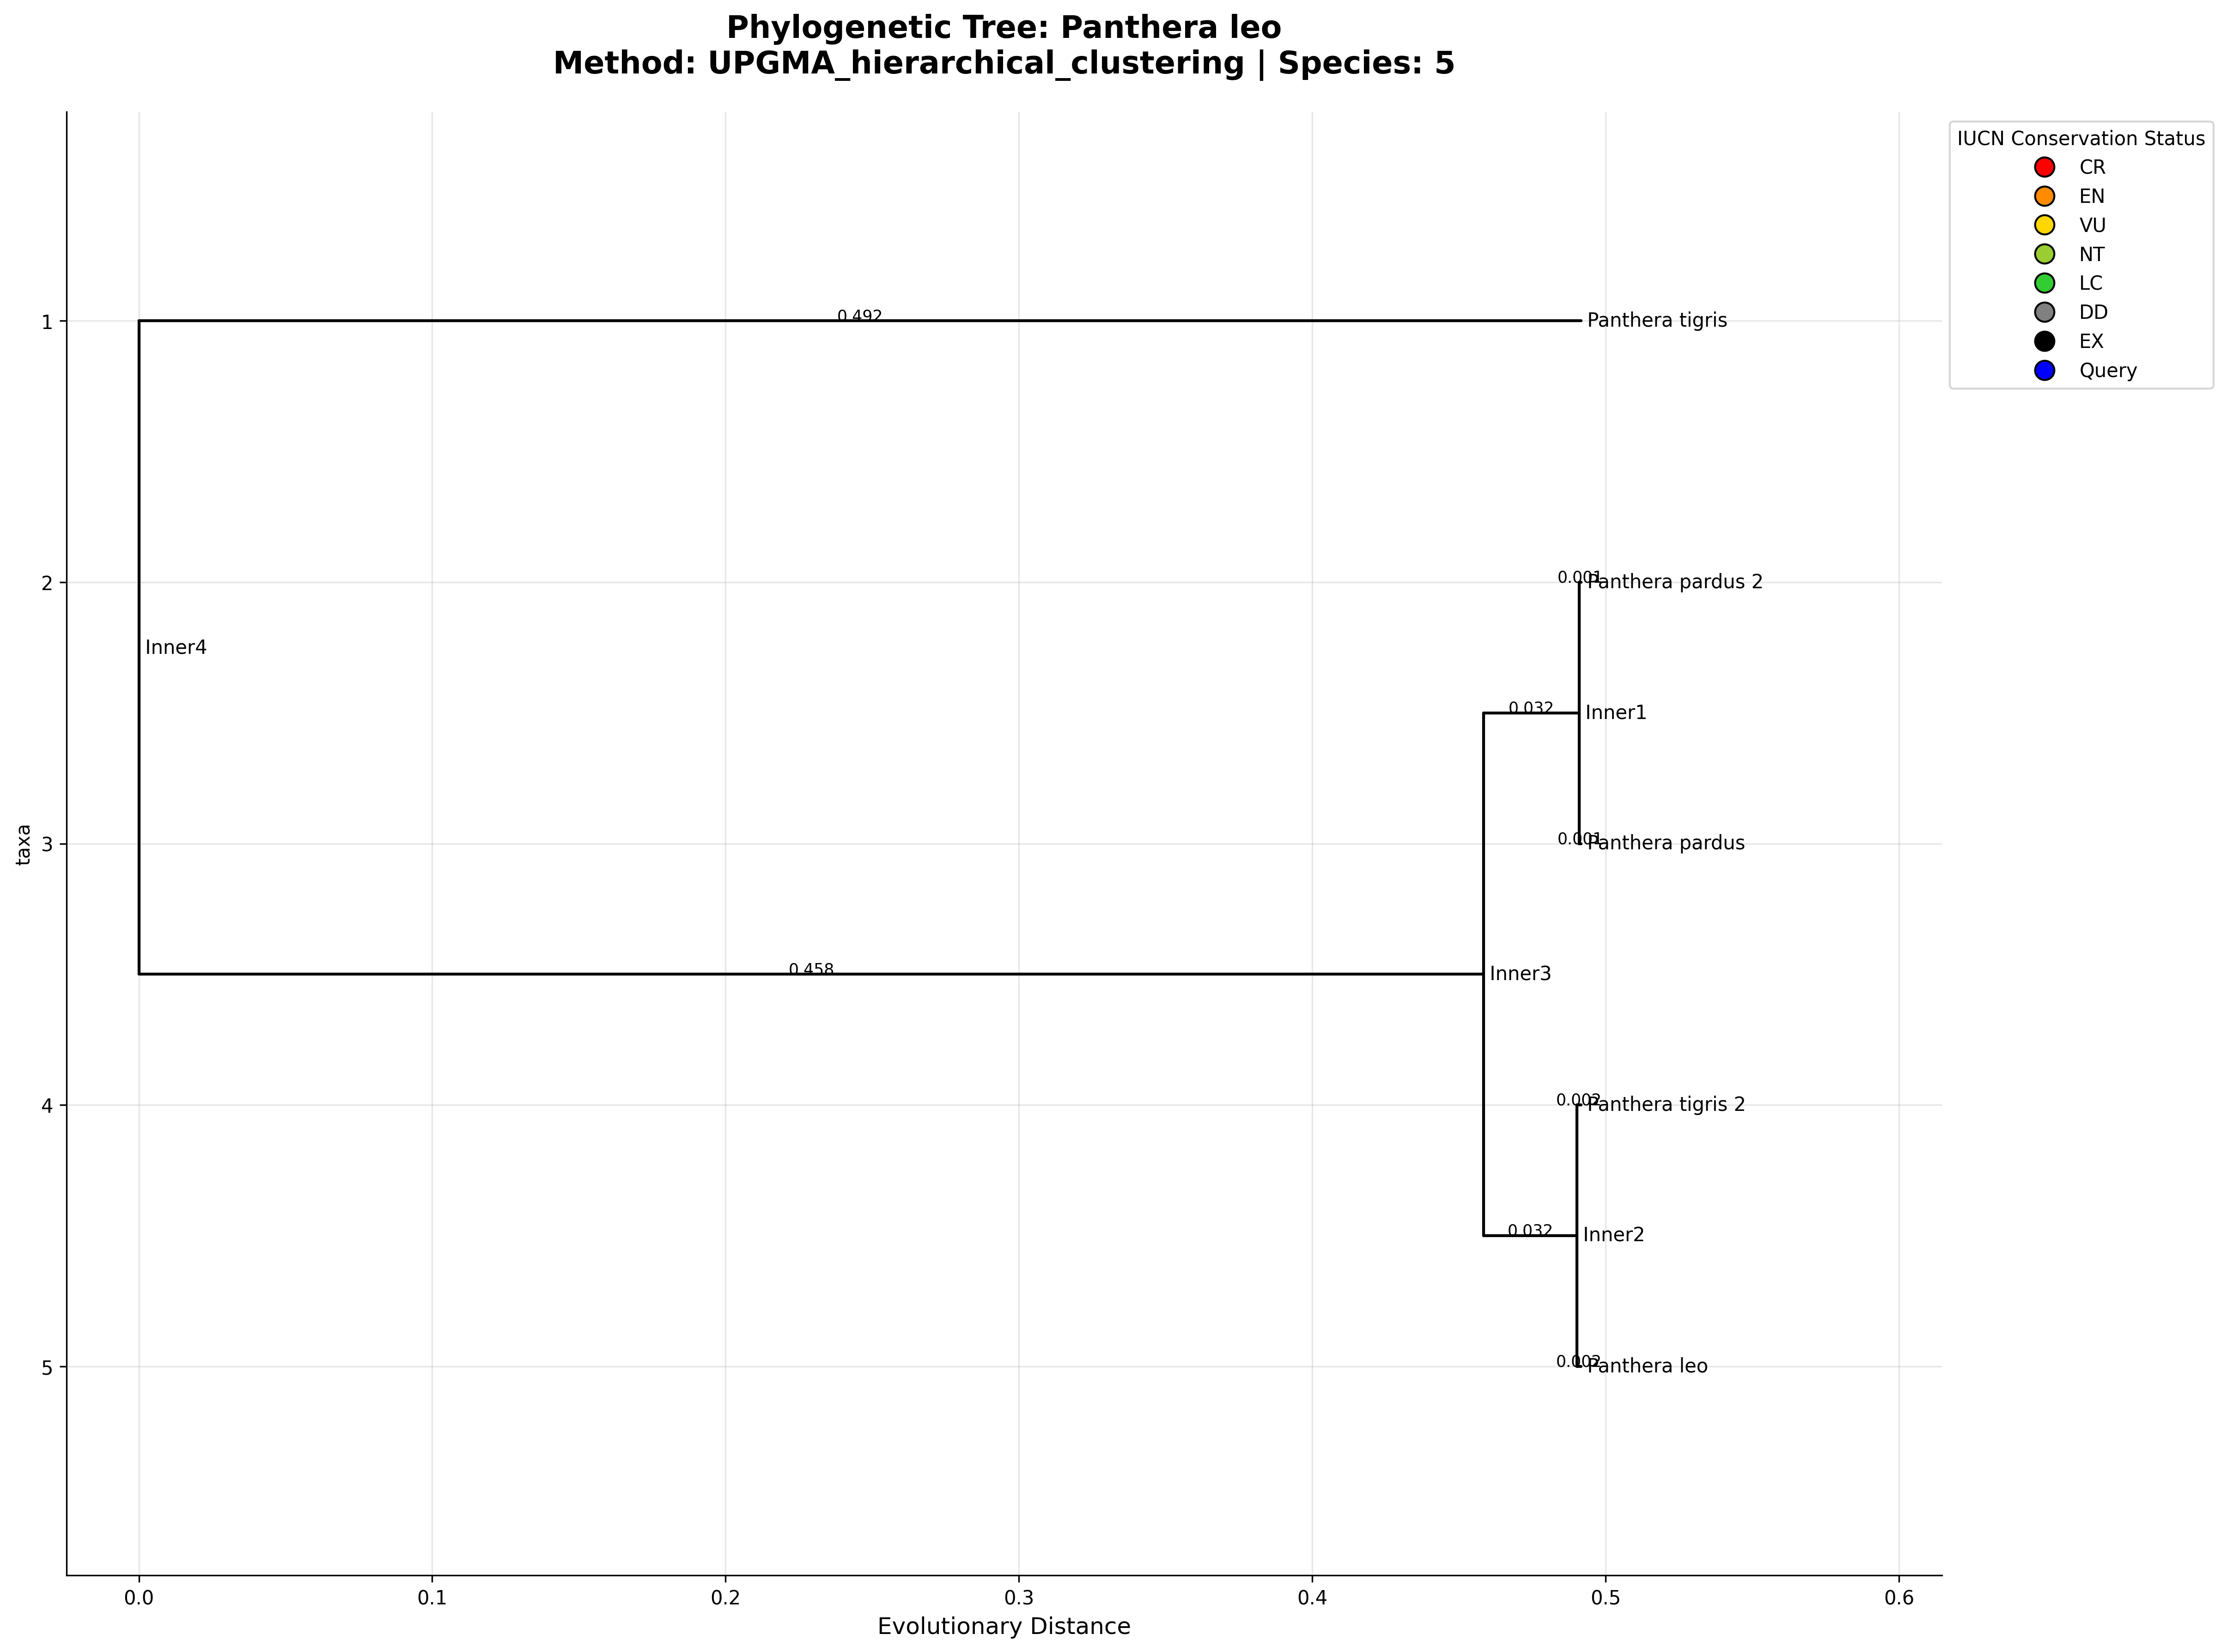 Phylogenetic Tree: Panthera leo
Method: UPGMA_hierarchical_clustering | Species: 5
IUCN Conservation Status
CR
EN
VU
NT
LC
DD
EX
Query
1
0.492
Panthera tigris
2
0.001
Panthera pardus 2
Inner4
0.032
Inner1
taxa
3
0.001
Panthera pardus
0.458
Inner3
4
0.002
Panthera tigris 2
0.032
Inner2
5
0.002
Panthera leo
0.0
0.1
0.2
0.3
0.4
0.5
0.6
Evolutionary Distance